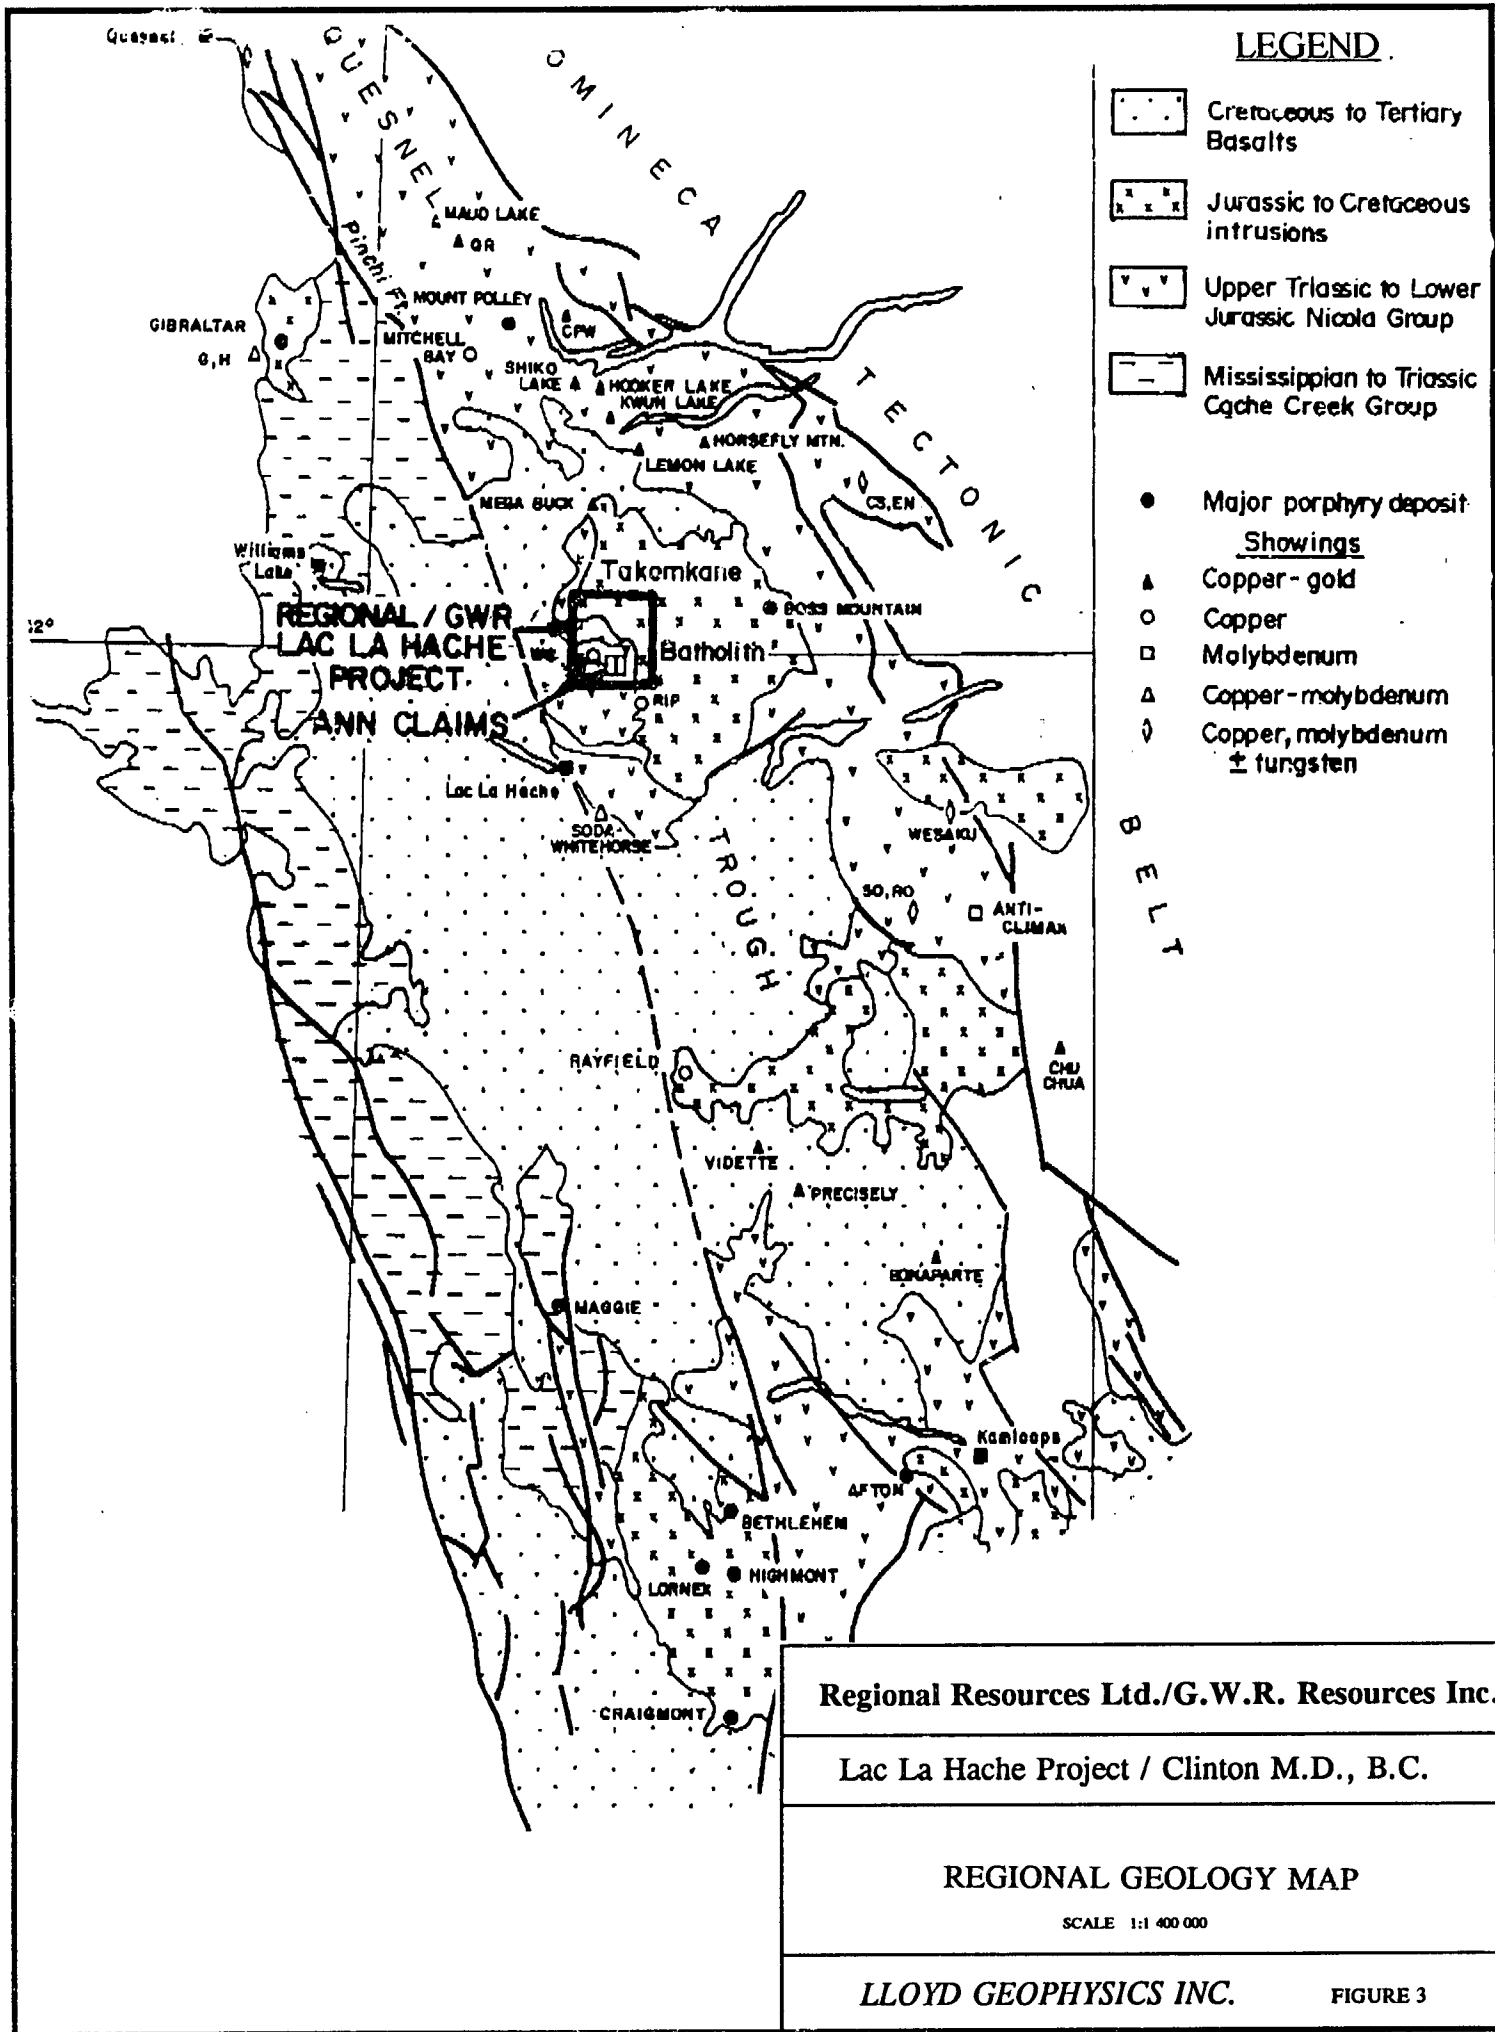 LEGEND
Cretaceous to Tertiary
Basalts
Jurassic to Cretaceous
intrusions
Upper Triassic to Lower
Jurassic Nicola Group
Mississippian to Triassic
Cache Creek Group
Major porphyry deposit
Showings
Copper-gold
Copper
Molybdenum
Copper-molybdenum
Copper, molybdenum
± tungsten
Quesnel
QUESNEL
OMINECA
MAUD LAKE
QR
Pinchi Ft.
MOUNT POLLEY
CPW
GIBRALTAR
G,H
MITCHELL
BAY
SHIKO
LAKE
HOOKER LAKE
KWUN LAKE
TECTONIC
HORSEFLY MTN.
LEMON LAKE
CS,EN
MEGA BUCK
Williams
Lake
Takomkane
REGIONAL / GWR
LAC LA HACHE
PROJECT
BOSS MOUNTAIN
12°
Batholith
RIP
ANN CLAIMS
Lac La Hache
SODA-
WHITEHORSE
TROUGH
BELT
SO,RO
ANTI-
CLIMAX
RAYFIELD
CHU
CHUA
VIDETTE
PRECISELY
BONAPARTE
MAGGIE
Kamloops
AFTON
BETHLEHEM
LORNEX
HIGHMONT
CRAIGMONT
Regional Resources Ltd./G.W.R. Resources Inc.
Lac La Hache Project / Clinton M.D., B.C.
REGIONAL GEOLOGY MAP
SCALE 1:1 400 000
LLOYD GEOPHYSICS INC.
FIGURE 3